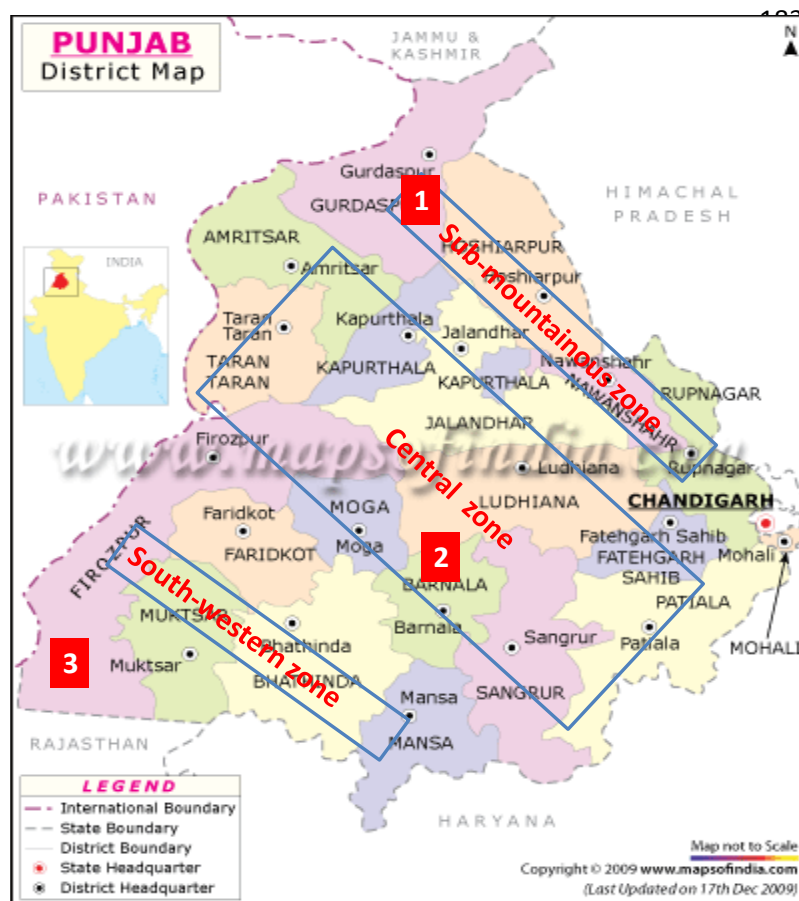 183
PUNJAB
District Map
JAMMU &
KASHMIR
N
Gurdaspur
PAKISTAN
GURDASP
1
HIMACHAL
PRADESH
AMRITSAR
HOSHIARPUR
INDIA
Amritsar
Hoshiarpur
Sub-mountainous zone
Taran
Taran
Kapurthala
Jalandhar
TARAN
TARAN
KAPURTHALA
Nawanshahr
KAPURTHALA
NAWANSHAHR
RUPNAGAR
JALANDHAR
Firozpur
Central zone
www.mapsofindia.com
Ludhiana
Rupnagar
MOGA
LUDHIANA
CHANDIGARH
Faridkot
FARIDKOT
Moga
Fatehgarh Sahib
FATEHGARH
SAHIB
Mohali
FIROZPUR
2
South-western zone
BARNALA
PATIALA
MUKTSAR
Barnala
Bhathinda
Sangrur
Patiala
MOHALI
3
Muktsar
BHATHINDA
Mansa
SANGRUR
MANSA
RAJASTHAN
HARYANA
LEGEND
International Boundary
State Boundary
District Boundary
State Headquarter
District Headquarter
Map not to Scale
Copyright © 2009 www.mapsofindia.com
(Last Updated on 17th Dec 2009)